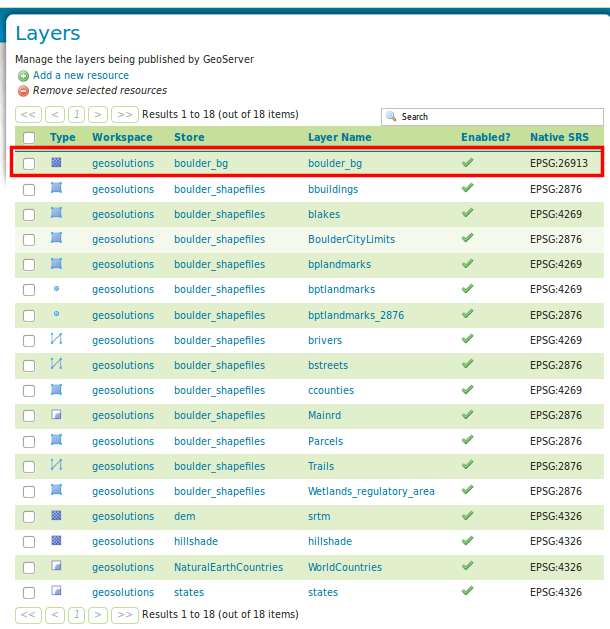 Layers
Manage the layers being published by GeoServer
Add a new resource
Remove selected resources
<< < 1 > >> Results 1 to 18 (out of 18 items) Search
Type Workspace Store Layer Name Enabled? Native SRS
geosolutions boulder_bg boulder_bg EPSG:26913
geosolutions boulder_shapefiles bbuildings EPSG:2876
geosolutions boulder_shapefiles blakes EPSG:4269
geosolutions boulder_shapefiles BoulderCityLimits EPSG:2876
geosolutions boulder_shapefiles bplandmarks EPSG:4269
geosolutions boulder_shapefiles bptlandmarks EPSG:4269
geosolutions boulder_shapefiles bptlandmarks_2876 EPSG:2876
geosolutions boulder_shapefiles brivers EPSG:4269
geosolutions boulder_shapefiles bstreets EPSG:2876
geosolutions boulder_shapefiles ccounties EPSG:4269
geosolutions boulder_shapefiles Mainrd EPSG:2876
geosolutions boulder_shapefiles Parcels EPSG:2876
geosolutions boulder_shapefiles Trails EPSG:2876
geosolutions boulder_shapefiles Wetlands_regulatory_area EPSG:2876
geosolutions dem srtm EPSG:4326
geosolutions hillshade hillshade EPSG:4326
geosolutions NaturalEarthCountries WorldCountries EPSG:4326
geosolutions states states EPSG:4326
<< < 1 > >> Results 1 to 18 (out of 18 items)